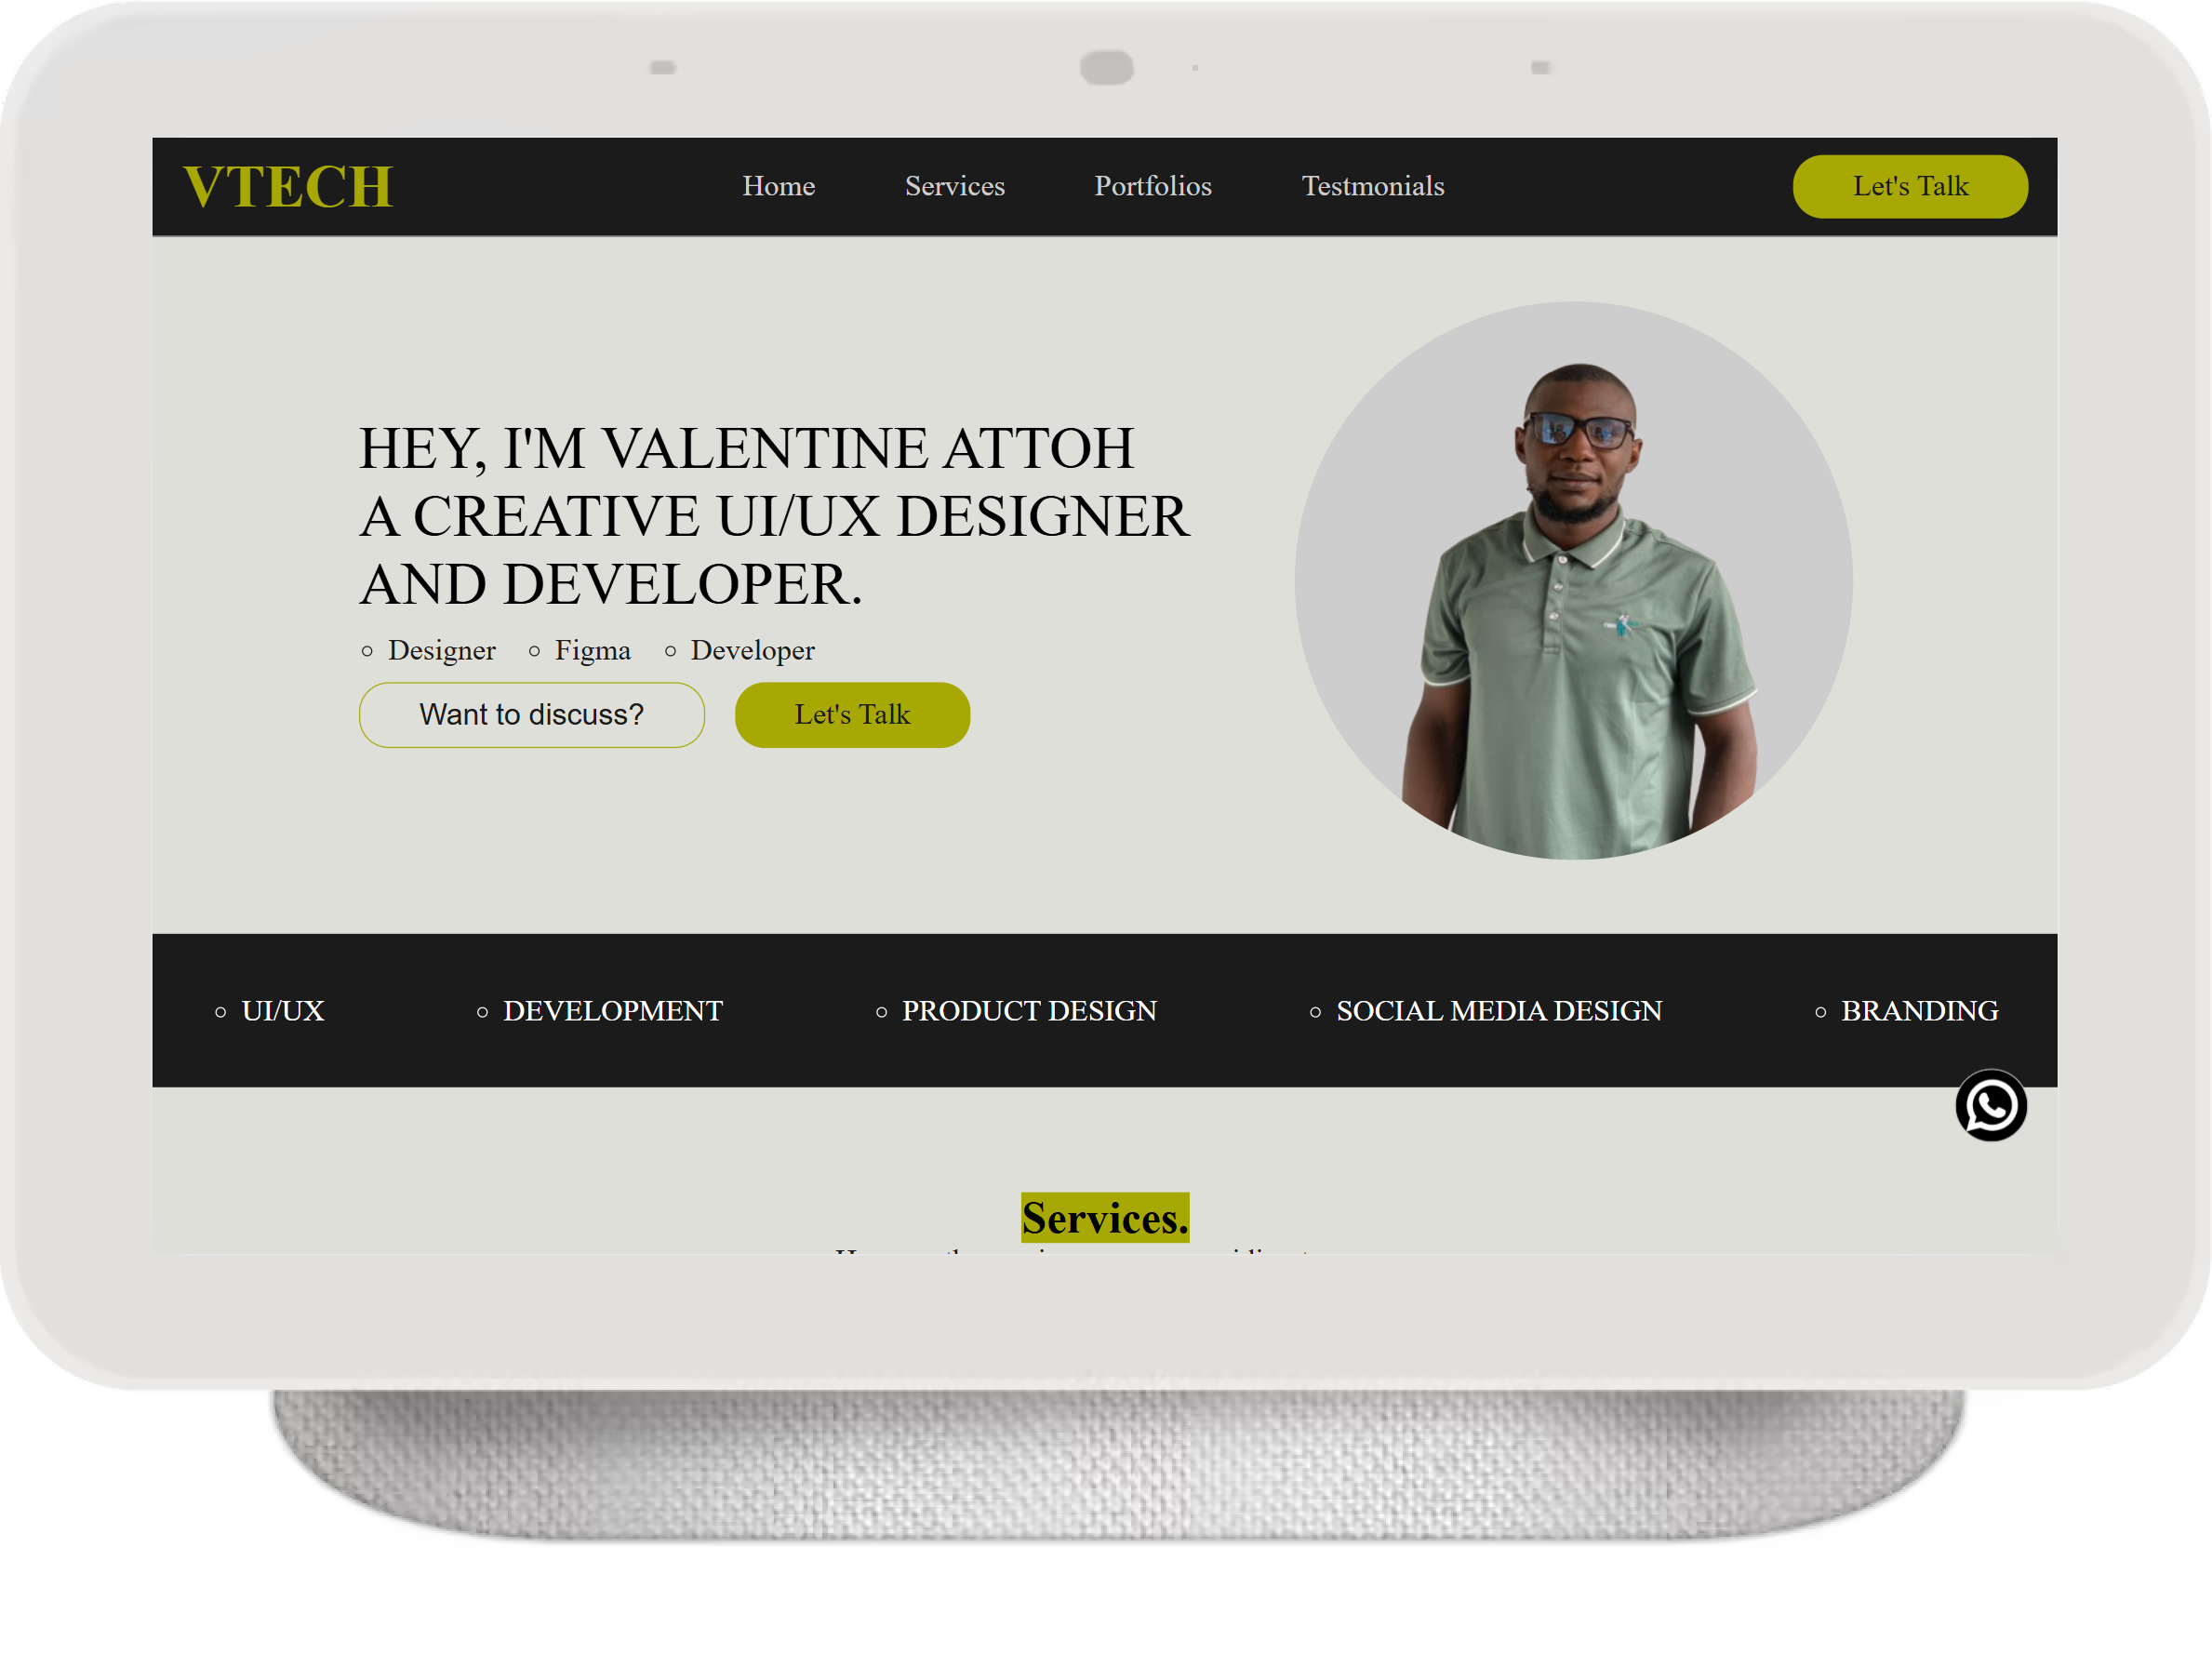 VTECH
Home Services Portfolios Testmonials Let's Talk
HEY, I'M VALENTINE ATTOH
A CREATIVE UI/UX DESIGNER
AND DEVELOPER.
Designer Figma Developer
Want to discuss? Let's Talk
UI/UX DEVELOPMENT PRODUCT DESIGN SOCIAL MEDIA DESIGN BRANDING
Services.